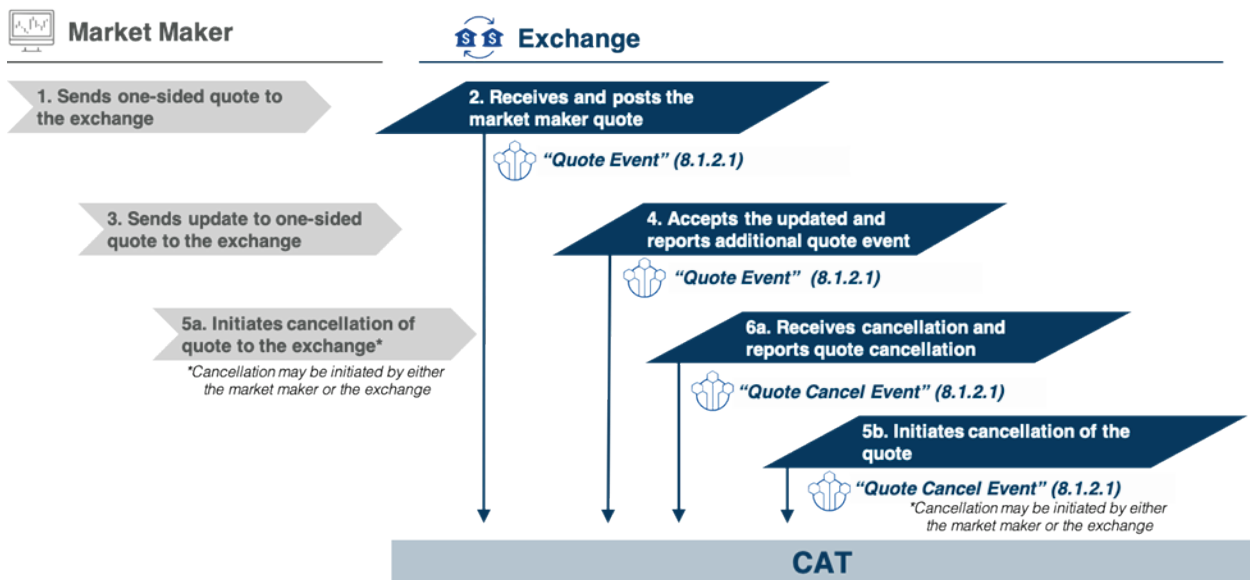 Market Maker
Exchange
1. Sends one-sided quote to
the exchange
2. Receives and posts the
market maker quote
“Quote Event” (8.1.2.1)
3. Sends update to one-sided
quote to the exchange
4. Accepts the updated and
reports additional quote event
“Quote Event” (8.1.2.1)
5a. Initiates cancellation of
quote to the exchange*
*Cancellation may be initiated by either
the market maker or the exchange
6a. Receives cancellation and
reports quote cancellation
“Quote Cancel Event” (8.1.2.1)
5b. Initiates cancellation of the
quote
“Quote Cancel Event” (8.1.2.1)
*Cancellation may be initiated by either
the market maker or the exchange
CAT